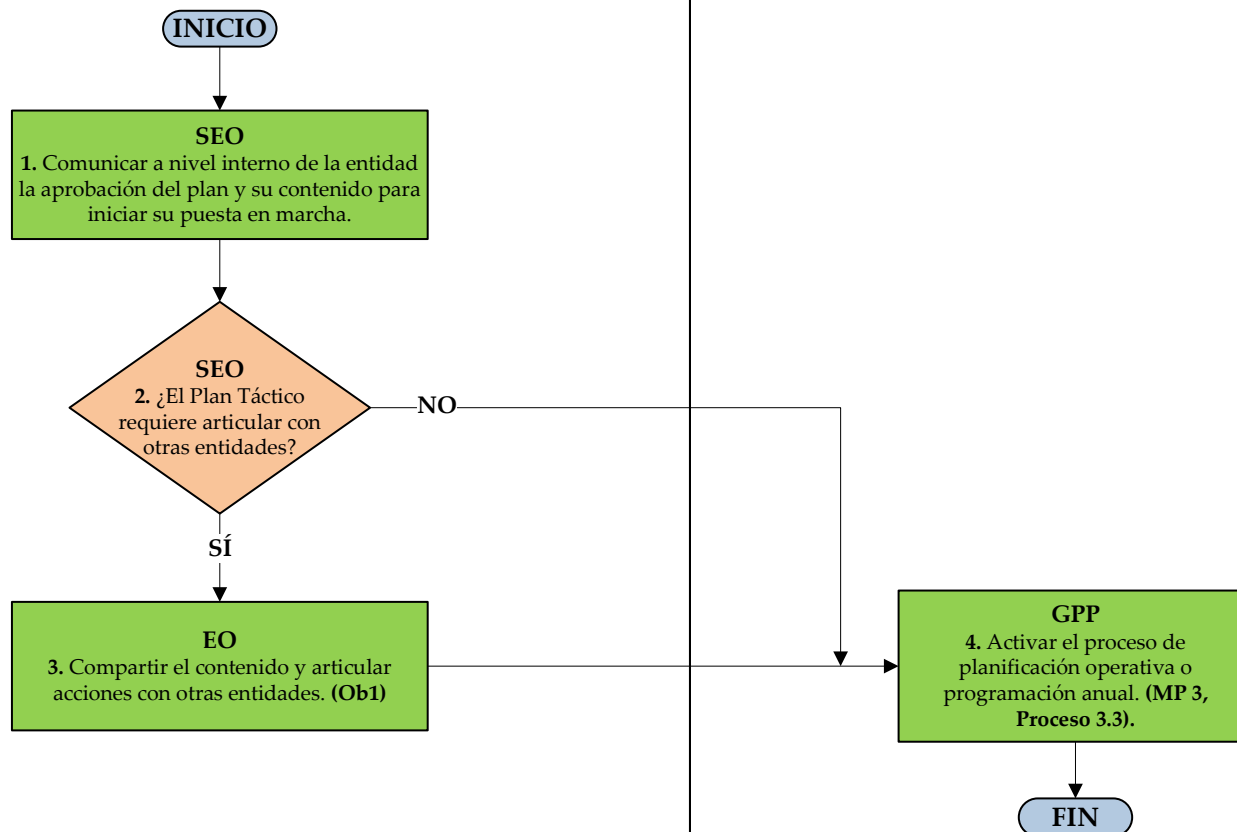 INICIO
SEO
1. Comunicar a nivel interno de la entidad
la aprobación del plan y su contenido para
iniciar su puesta en marcha.
SEO
2. ¿El Plan Táctico
requiere articular con
otras entidades?
NO
SÍ
EO
3. Compartir el contenido y articular
acciones con otras entidades. (Ob1)
GPP
4. Activar el proceso de
planificación operativa o
programación anual. (MP 3,
Proceso 3.3).
FIN